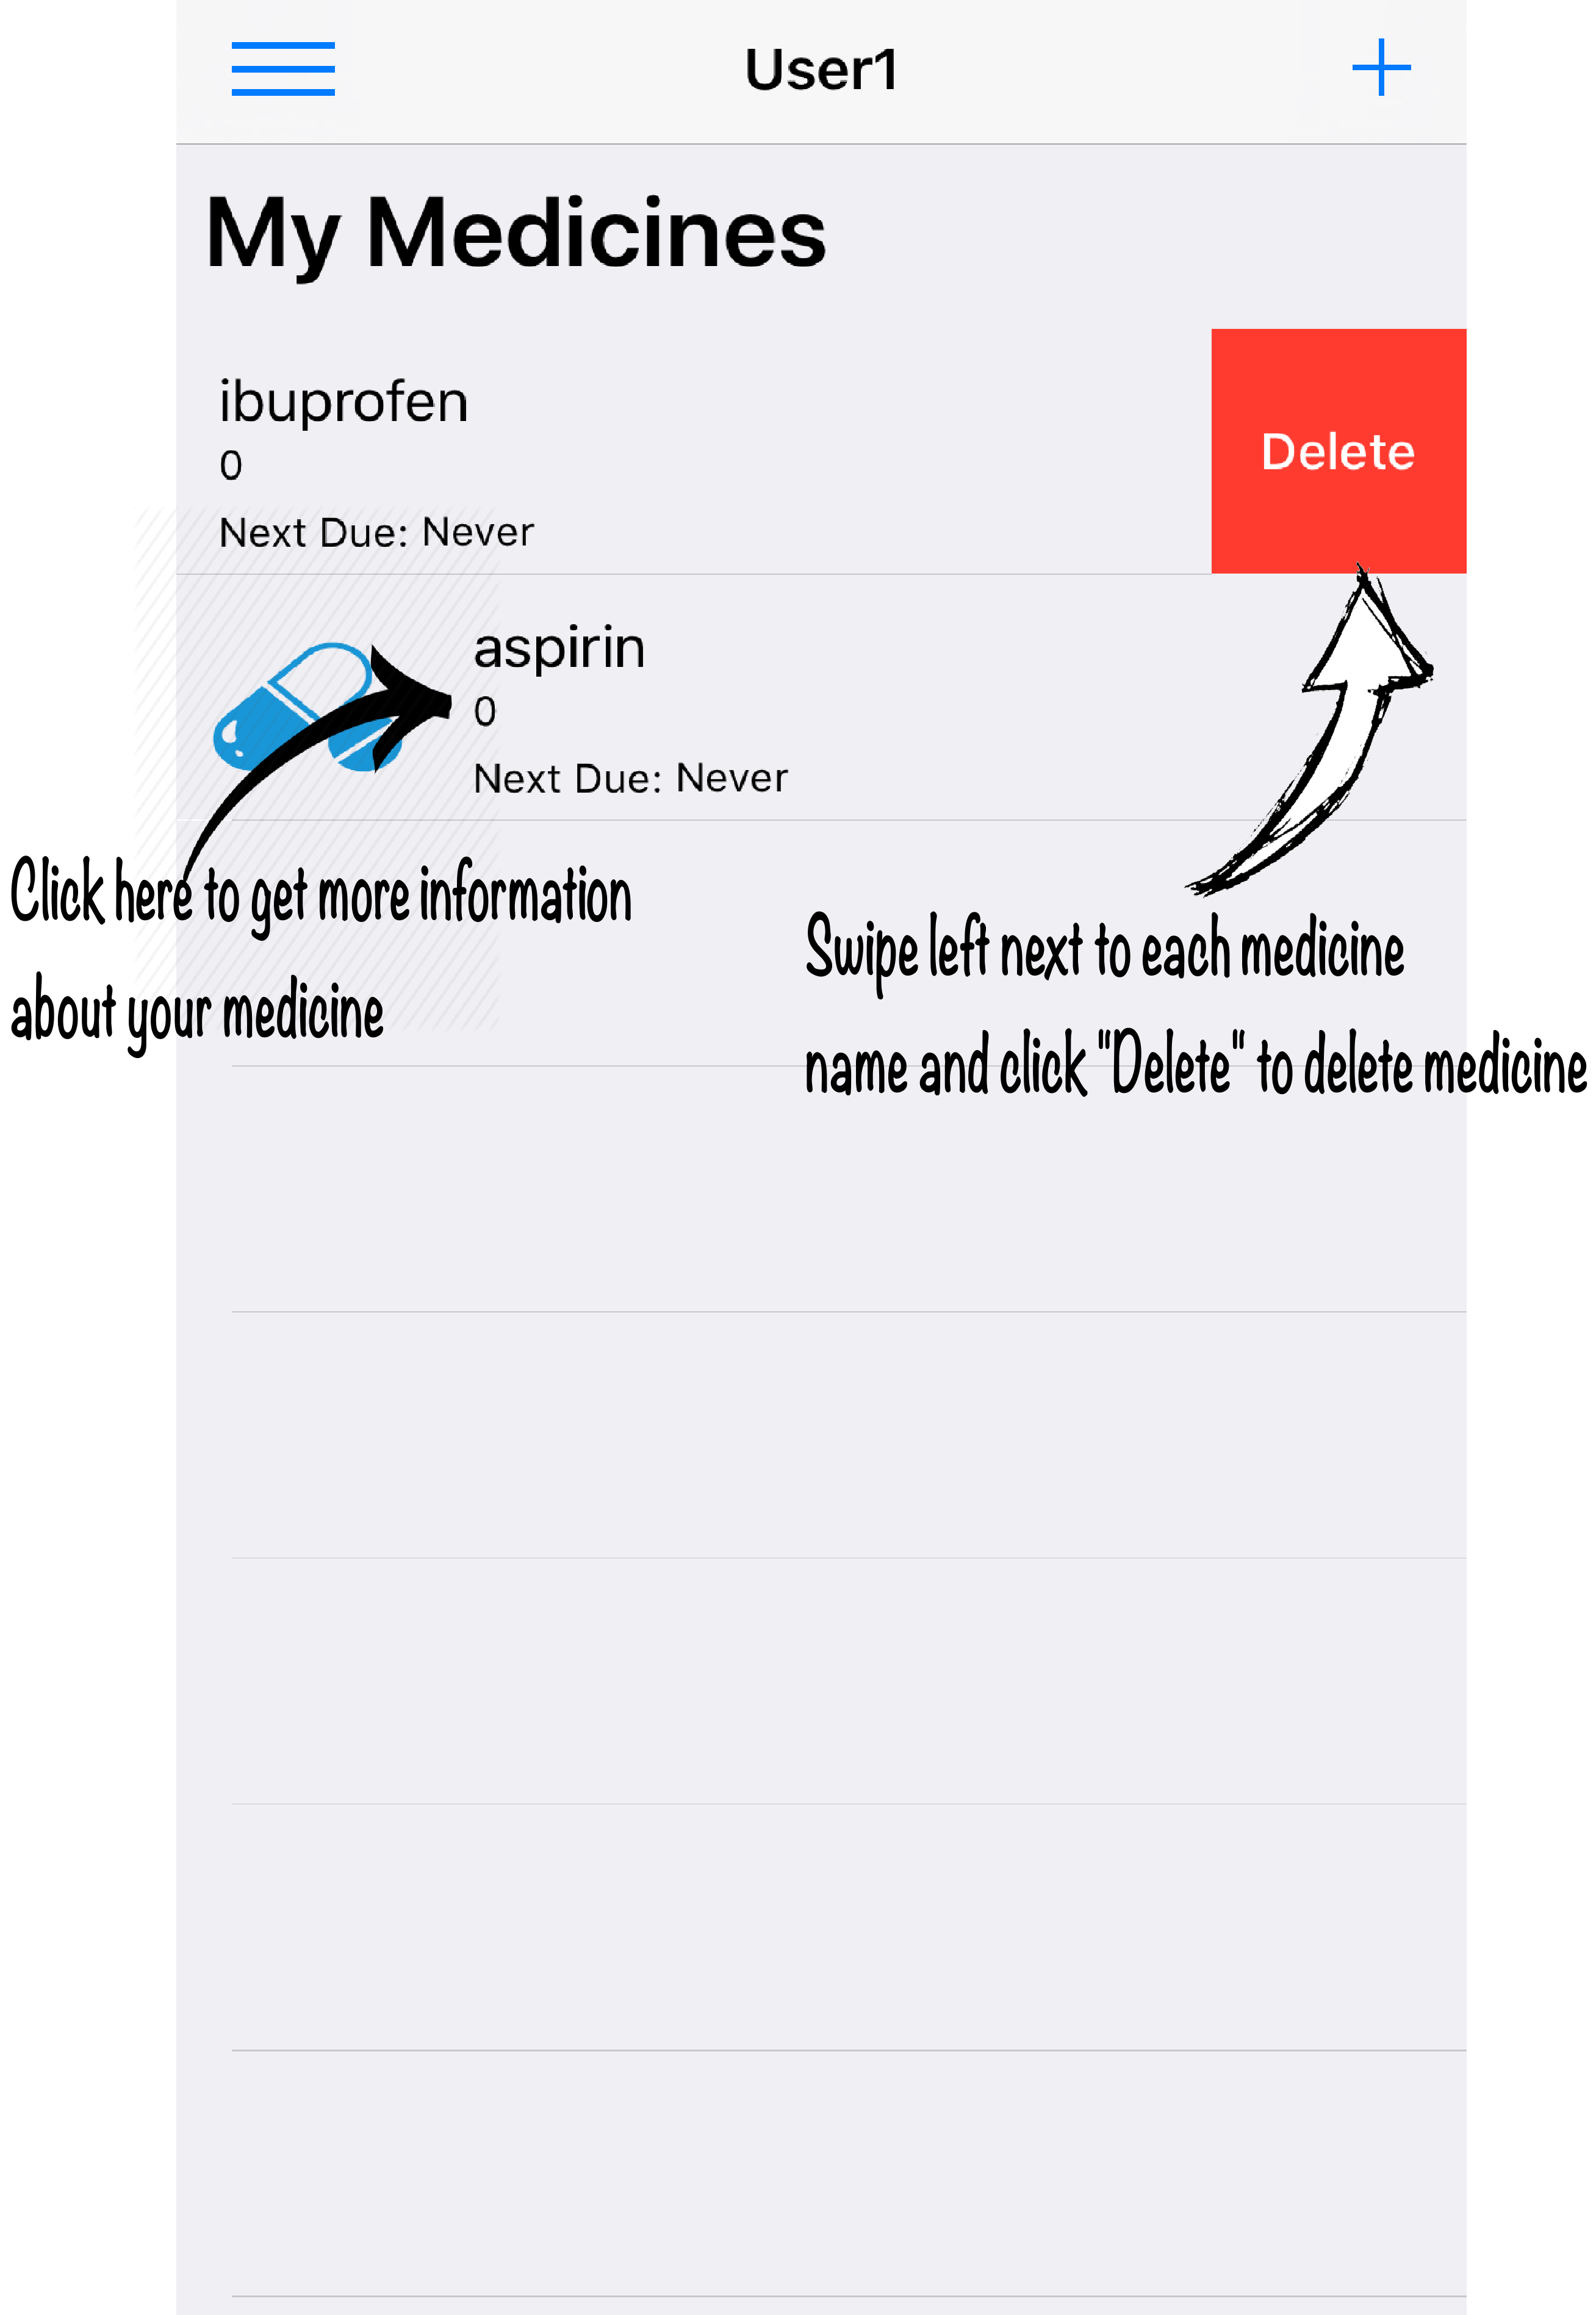 User1
My Medicines
ibuprofen
0
Next Due: Never
Delete
aspirin
0
Next Due: Never
Click here to get more information
about your medicine
Swipe left next to each medicine
name and click "Delete" to delete medicine